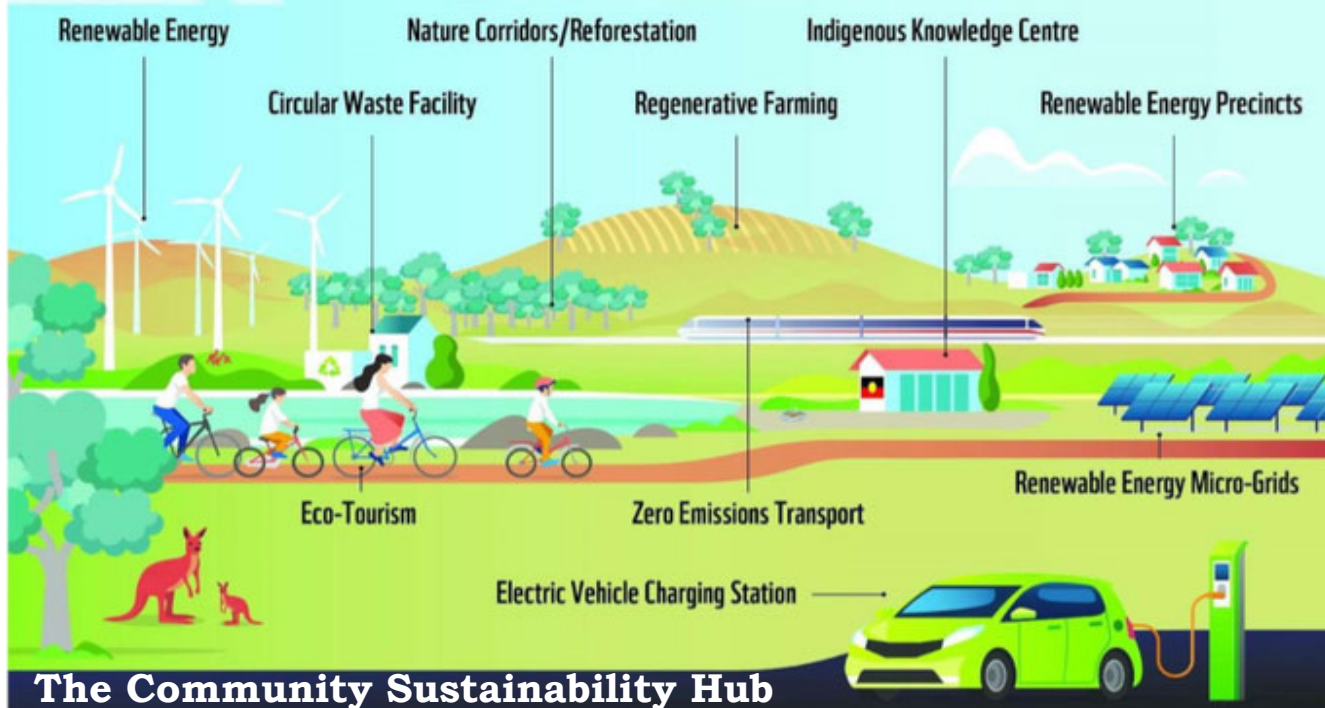 Renewable Energy
Nature Corridors/Reforestation
Indigenous Knowledge Centre
Circular Waste Facility
Regenerative Farming
Renewable Energy Precincts
Renewable Energy Micro-Grids
Eco-Tourism
Zero Emissions Transport
Electric Vehicle Charging Station
The Community Sustainability Hub